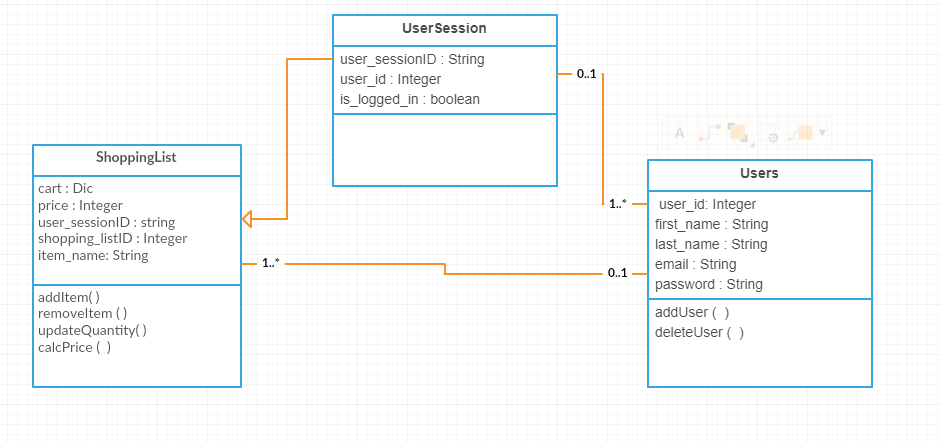 UserSession
user_sessionID : String
user_id : Integer
is_logged_in : boolean
0..1
A
ShoppingList
cart : Dic
price : Integer
user_sessionID : string
shopping_listID : Integer
item_name: String
addItem( )
removeItem ( )
updateQuantity( )
calcPrice (  )
Users
user_id: Integer
first_name : String
last_name : String
email : String
password : String
addUser (  )
deleteUser (  )
1..*
1..*
0..1